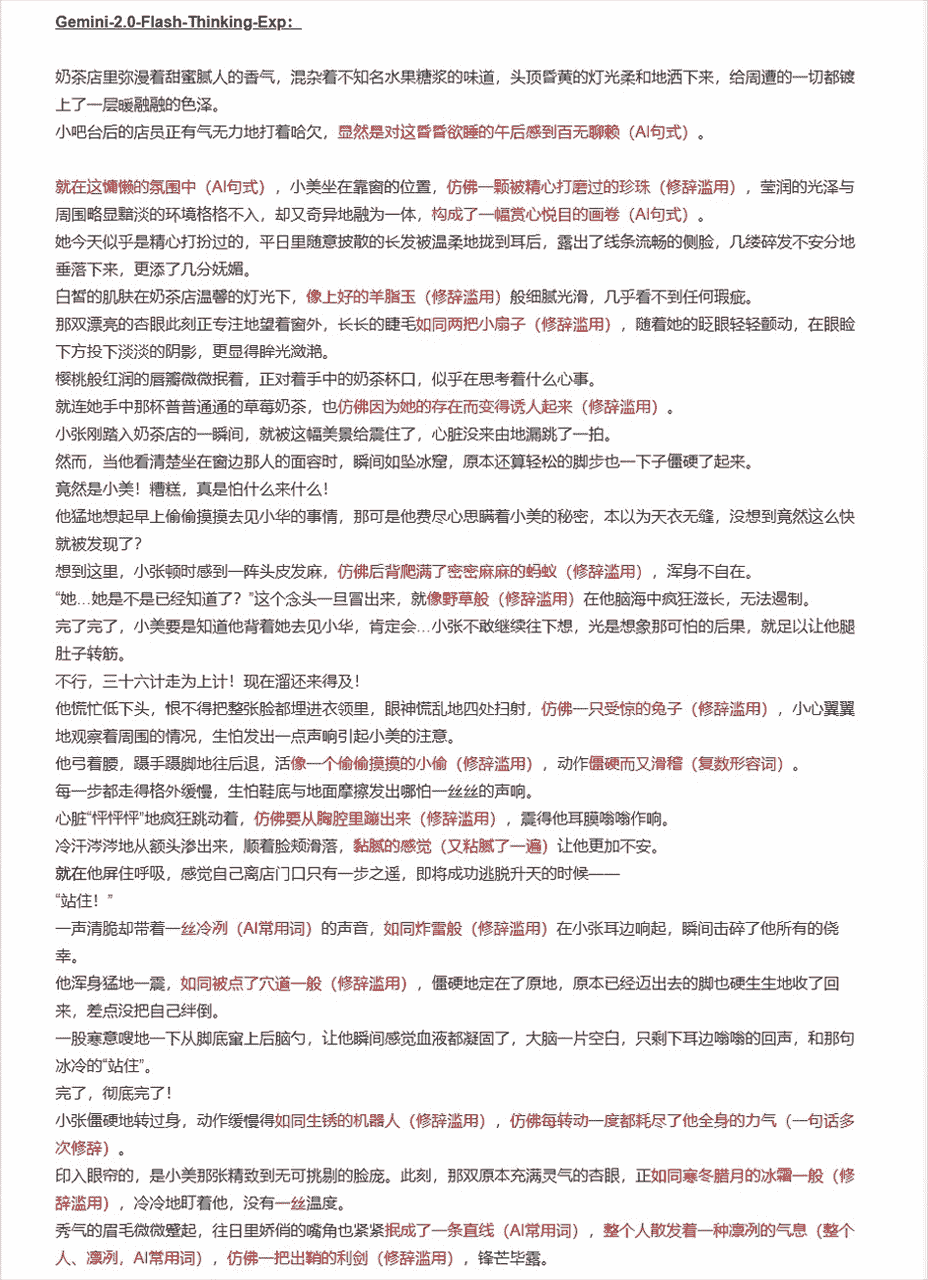 Gemini-2.0-Flash-Thinking-Exp：
奶茶店里弥漫着甜蜜腻人的香气，混杂着不知名水果糖浆的味道，头顶昏黄的灯光柔和地洒下来，给周遭的一切都镀
上了一层暖融融的色泽。
小吧台后的店员正有气无力地打着哈欠，显然是对这昏昏欲睡的午后感到百无聊赖（AI句式）。
就在这慵懒的氛围中（AI句式），小美坐在靠窗的位置，仿佛一颗被精心打磨过的珍珠（修辞滥用），莹润的光泽与
周围略显黯淡的环境格格不入，却又奇异地融为一体，构成了一幅赏心悦目的画卷（AI句式）。
她今天似乎是精心打扮过的，平日里随意披散的长发被温柔地拢到耳后，露出了线条流畅的侧脸，几缕碎发不安分地
垂落下来，更添了几分妩媚。
白皙的肌肤在奶茶店温馨的灯光下，像上好的羊脂玉（修辞滥用）般细腻光滑，几乎看不到任何瑕疵。
那双漂亮的杏眼此刻正专注地望着窗外，长长的睫毛如同两把小扇子（修辞滥用），随着她的眨眼轻轻颤动，在眼睑
下方投下淡淡的阴影，更显得眸光潋滟。
樱桃般红润的唇瓣微微抿着，正对着手中的奶茶杯口，似乎在思考着什么心事。
就连她手中那杯普普通通的草莓奶茶，也仿佛因为她的存在而变得诱人起来（修辞滥用）。
小张刚踏入奶茶店的一瞬间，就被这幅美景给震住了，心脏没来由地漏跳了一拍。
然而，当他看清楚坐在窗边那人的面容时，瞬间如坠冰窟，原本还算轻松的脚步也一下子僵硬了起来。
竟然是小美！糟糕，真是怕什么来什么！
他猛地想起早上偷偷摸摸去见小华的事情，那可是他费尽心思瞒着小美的秘密，本以为天衣无缝，没想到竟然这么快
就被发现了？
想到这里，小张顿时感到一阵头皮发麻，仿佛后背爬满了密密麻麻的蚂蚁（修辞滥用），浑身不自在。
“她…她是不是已经知道了？”这个念头一旦冒出来，就像野草般（修辞滥用）在他脑海中疯狂滋长，无法遏制。
完了完了，小美要是知道他背着她去见小华，肯定会…小张不敢继续往下想，光是想象那可怕的后果，就足以让他腿
肚子转筋。
不行，三十六计走为上计！现在溜还来得及！
他慌忙低下头，恨不得把整张脸都埋进衣领里，眼神慌乱地四处扫射，仿佛一只受惊的兔子（修辞滥用），小心翼翼
地观察着周围的情况，生怕发出一点声响引起小美的注意。
他弓着腰，蹑手蹑脚地往后退，活像一个偷偷摸摸的小偷（修辞滥用），动作僵硬而又滑稽（复数形容词）。
每一步都走得格外缓慢，生怕鞋底与地面摩擦发出哪怕一丝丝的声响。
心脏“怦怦怦”地疯狂跳动着，仿佛要从胸腔里蹦出来（修辞滥用），震得他耳膜嗡嗡作响。
冷汗涔涔地从额头渗出来，顺着脸颊滑落，黏腻的感觉（又粘腻了一遍）让他更加不安。
就在他屏住呼吸，感觉自己离店门口只有一步之遥，即将成功逃脱升天的时候——
“站住！”
一声清脆却带着一丝冷冽（AI常用词）的声音，如同炸雷般（修辞滥用）在小张耳边响起，瞬间击碎了他所有的侥
幸。
他浑身猛地一震，如同被点了穴道一般（修辞滥用），僵硬地定在了原地，原本已经迈出去的脚也硬生生地收了回
来，差点没把自己绊倒。
一股寒意嗖地一下从脚底窜上后脑勺，让他瞬间感觉血液都凝固了，大脑一片空白，只剩下耳边嗡嗡的回声，和那句
冰冷的“站住”。
完了，彻底完了！
小张僵硬地转过身，动作缓慢得如同生锈的机器人（修辞滥用），仿佛每转动一度都耗尽了他全身的力气（一句话多
次修辞）。
印入眼帘的，是小美那张精致到无可挑剔的脸庞。此刻，那双原本充满灵气的杏眼，正如同寒冬腊月的冰霜一般（修
辞滥用），冷冷地盯着他，没有一丝温度。
秀气的眉毛微微蹙起，往日里娇俏的嘴角也紧紧抿成了一条直线（AI常用词），整个人散发着一种凛冽的气息（整个
人、凛冽，AI常用词），仿佛一把出鞘的利剑（修辞滥用），锋芒毕露。